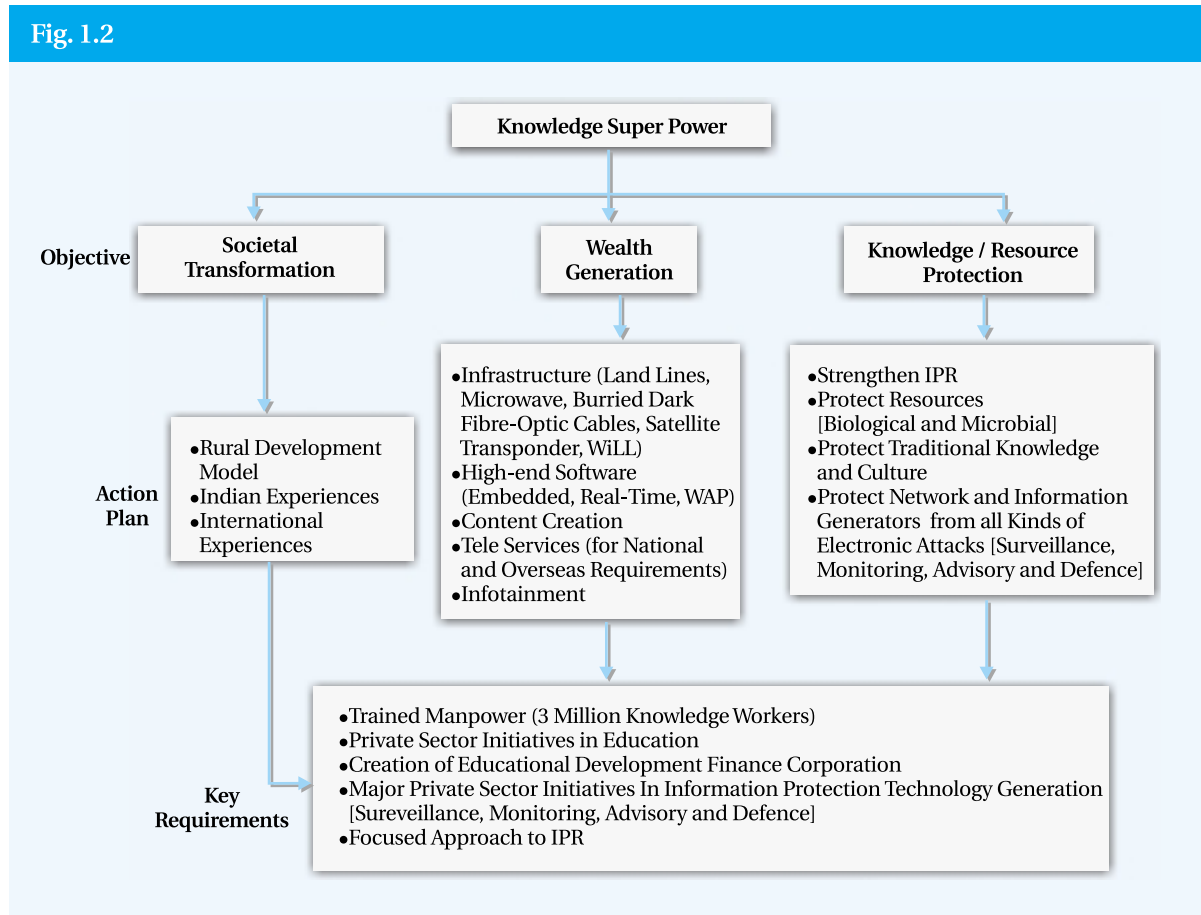 Fig. 1.2
Knowledge Super Power
Objective
Societal
Transformation
Wealth
Generation
Knowledge / Resource
Protection
Action
Plan
•Rural Development
Model
•Indian Experiences
•International
Experiences
•Infrastructure (Land Lines,
Microwave, Burried Dark
Fibre-Optic Cables, Satellite
Transponder, WiLL)
•High-end Software
(Embedded, Real-Time, WAP)
•Content Creation
•Tele Services (for National
and Overseas Requirements)
•Infotainment
•Strengthen IPR
•Protect Resources
[Biological and Microbial]
•Protect Traditional Knowledge
and Culture
•Protect Network and Information
Generators from all Kinds of
Electronic Attacks [Surveillance,
Monitoring, Advisory and Defence]
Key
Requirements
•Trained Manpower (3 Million Knowledge Workers)
•Private Sector Initiatives in Education
•Creation of Educational Development Finance Corporation
•Major Private Sector Initiatives In Information Protection Technology Generation
[Sureveillance, Monitoring, Advisory and Defence]
•Focused Approach to IPR